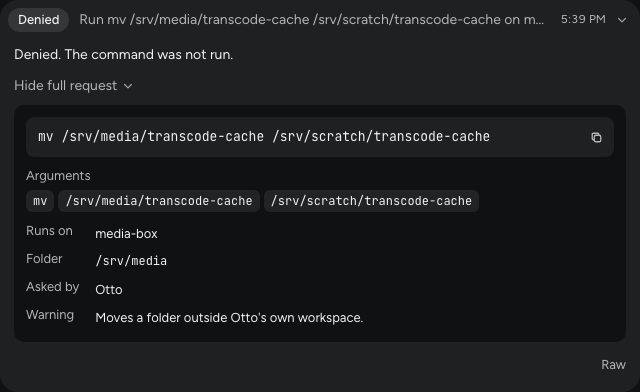 Denied Run mv /srv/media/transcode-cache /srv/scratch/transcode-cache on m... 5:39 PM
Denied. The command was not run.
Hide full request
mv /srv/media/transcode-cache /srv/scratch/transcode-cache
Arguments
mv /srv/media/transcode-cache /srv/scratch/transcode-cache
Runs on media-box
Folder /srv/media
Asked by Otto
Warning Moves a folder outside Otto's own workspace.
Raw